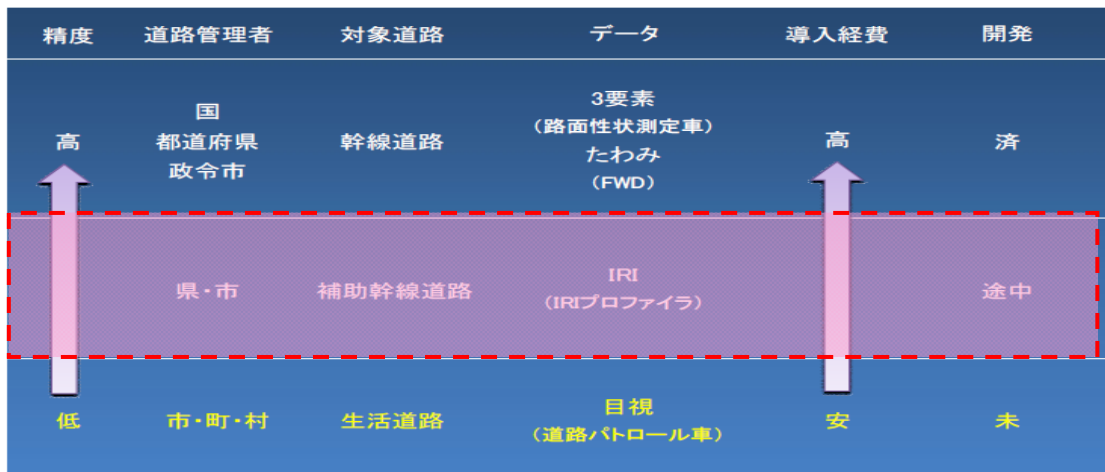 精度 道路管理者 対象道路 データ 導入経費 開発
高 国 都道府県 政令市 幹線道路 3要素 (路面性状測定車) たわみ (FWD) 高 済
県・市 補助幹線道路 IRI (IRIプロファイラ) 途中
低 市・町・村 生活道路 目視 (道路パトロール車) 安 未